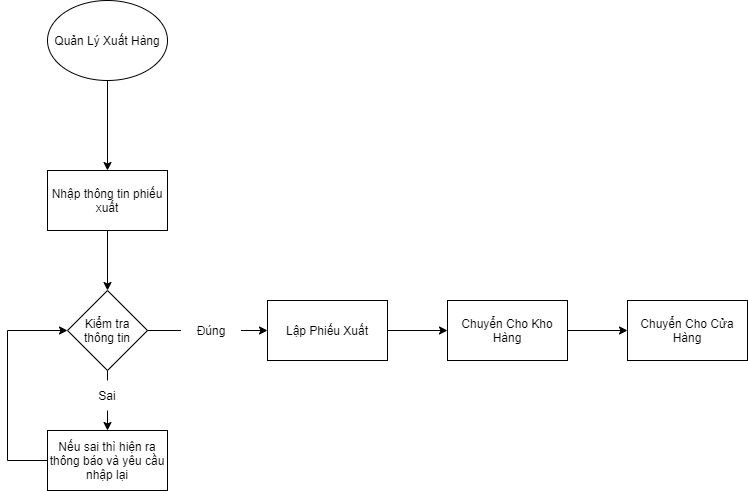 Quản Lý Xuất Hàng
Nhập thông tin phiếu
xuất
Kiểm tra
thông tin
Đúng
Lập Phiếu Xuất
Chuyển Cho Kho
Hàng
Chuyển Cho Cửa
Hàng
Sai
Nếu sai thì hiện ra
thông báo và yêu cầu
nhập lại